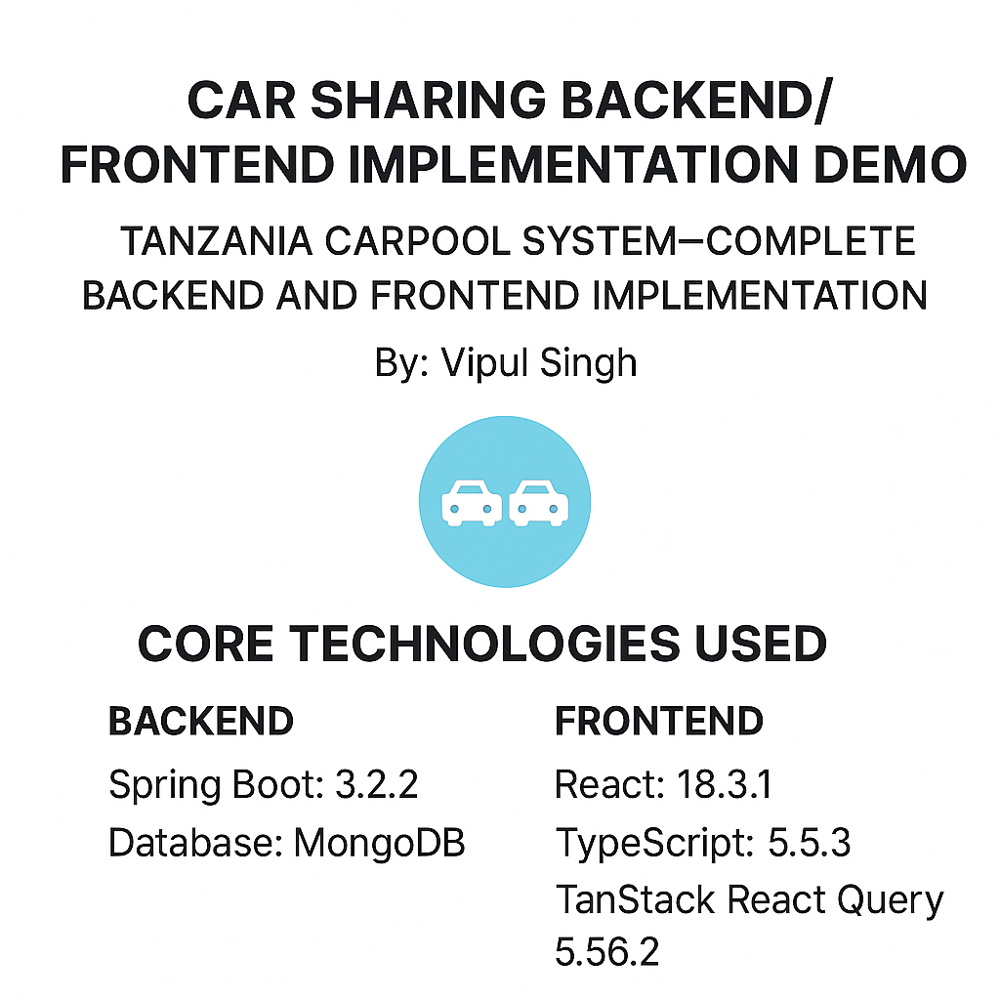 CAR SHARING BACKEND/
FRONTEND IMPLEMENTATION DEMO
TANZANIA CARPOOL SYSTEM—COMPLETE
BACKEND AND FRONTEND IMPLEMENTATION
By: Vipul Singh
CORE TECHNOLOGIES USED
BACKEND
Spring Boot: 3.2.2
Database: MongoDB
FRONTEND
React: 18.3.1
TypeScript: 5.5.3
TanStack React Query
5.56.2